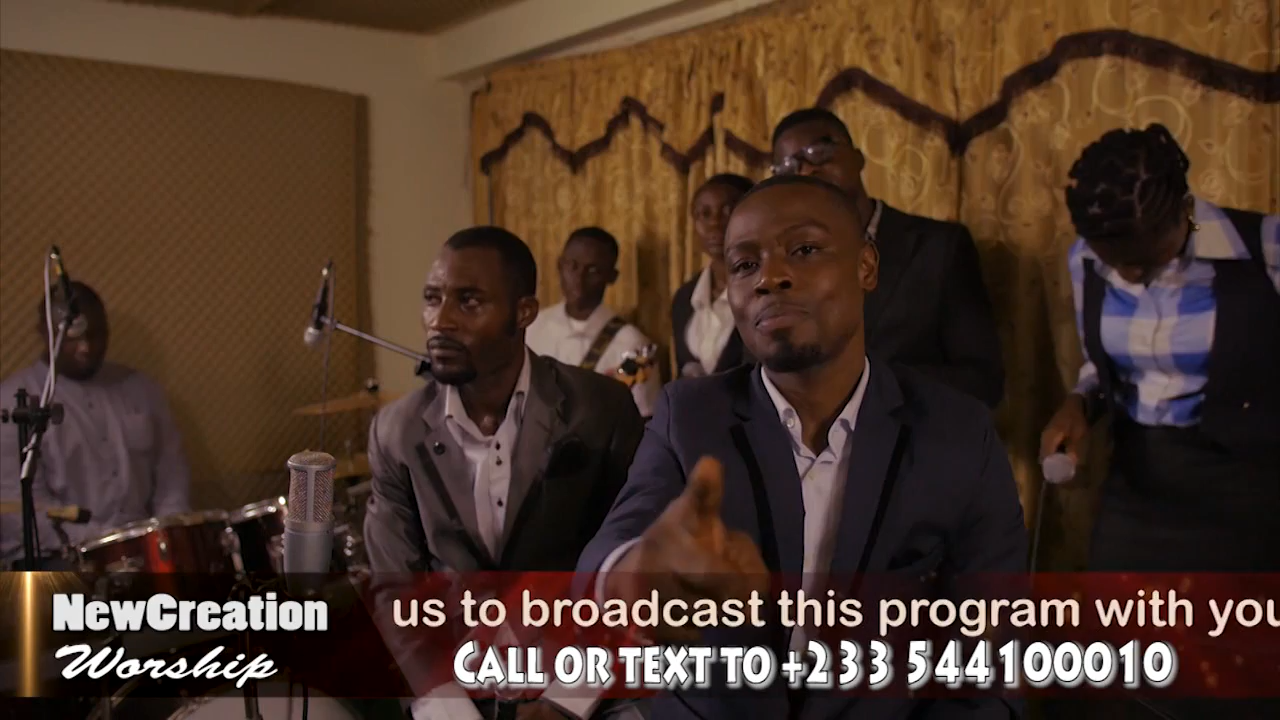 NewCreation
Worship
us to broadcast this program with you
CALL OR TEXT TO +233 544100010